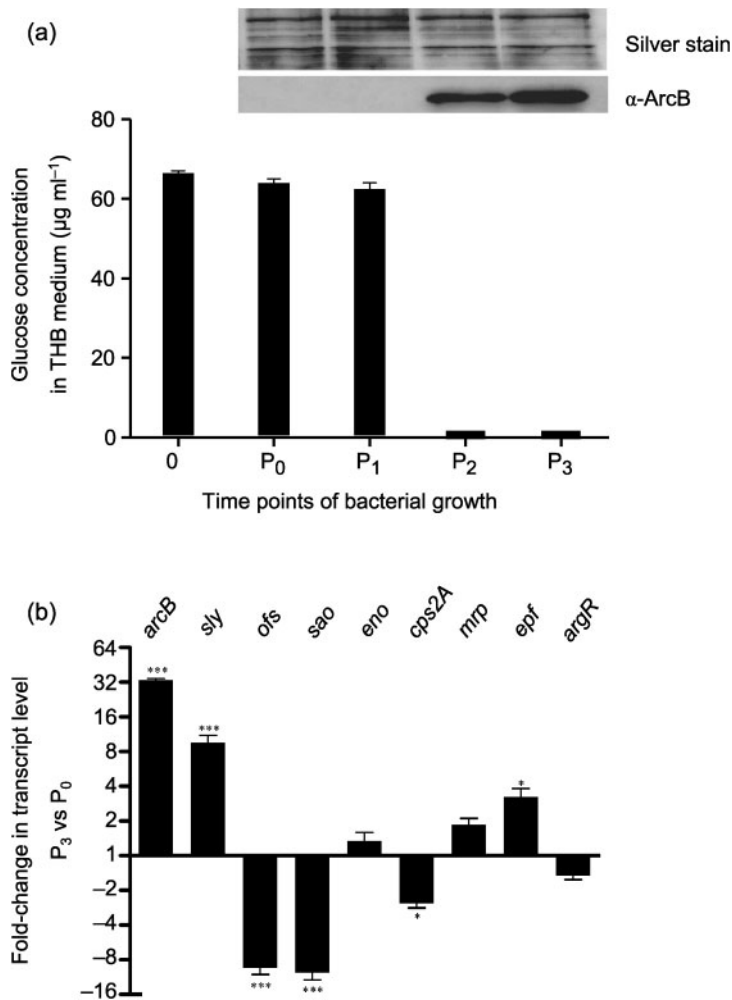 (a)
Silver stain
α-ArcB
Glucose concentration
in THB medium (µg ml⁻¹)
80
60
40
20
0
0 P₀ P₁ P₂ P₃
Time points of bacterial growth
(b)
arcB sly ofs sao eno cps2A mrp epf argR
Fold-change in transcript level
P₃ vs P₀
64
32
16
8
4
2
1
−2
−4
−8
−16
*** *** *** *** * *